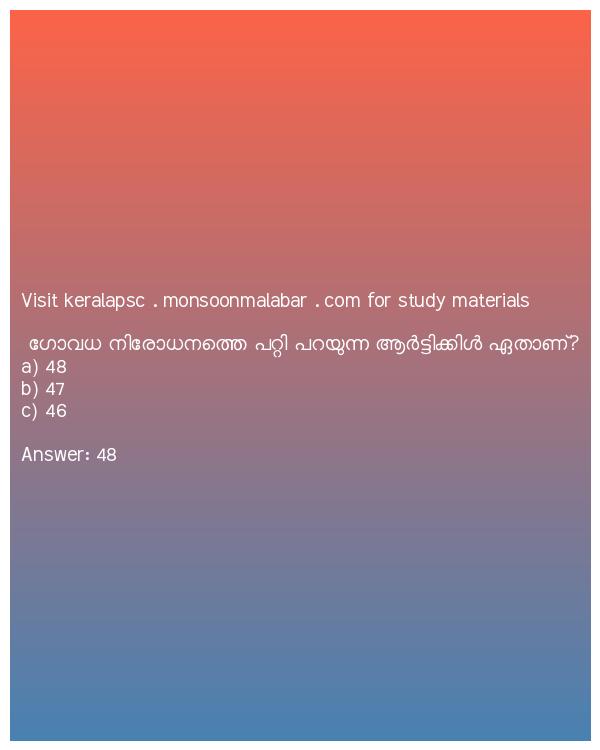 Visit keralapsc . monsoonmalabar . com for study materials
ഗോവധ നിരോധനത്തെ പറ്റി പറയുന്ന ആർട്ടിക്കിൾ ഏതാണ്?
a) 48
b) 47
c) 46
Answer: 48